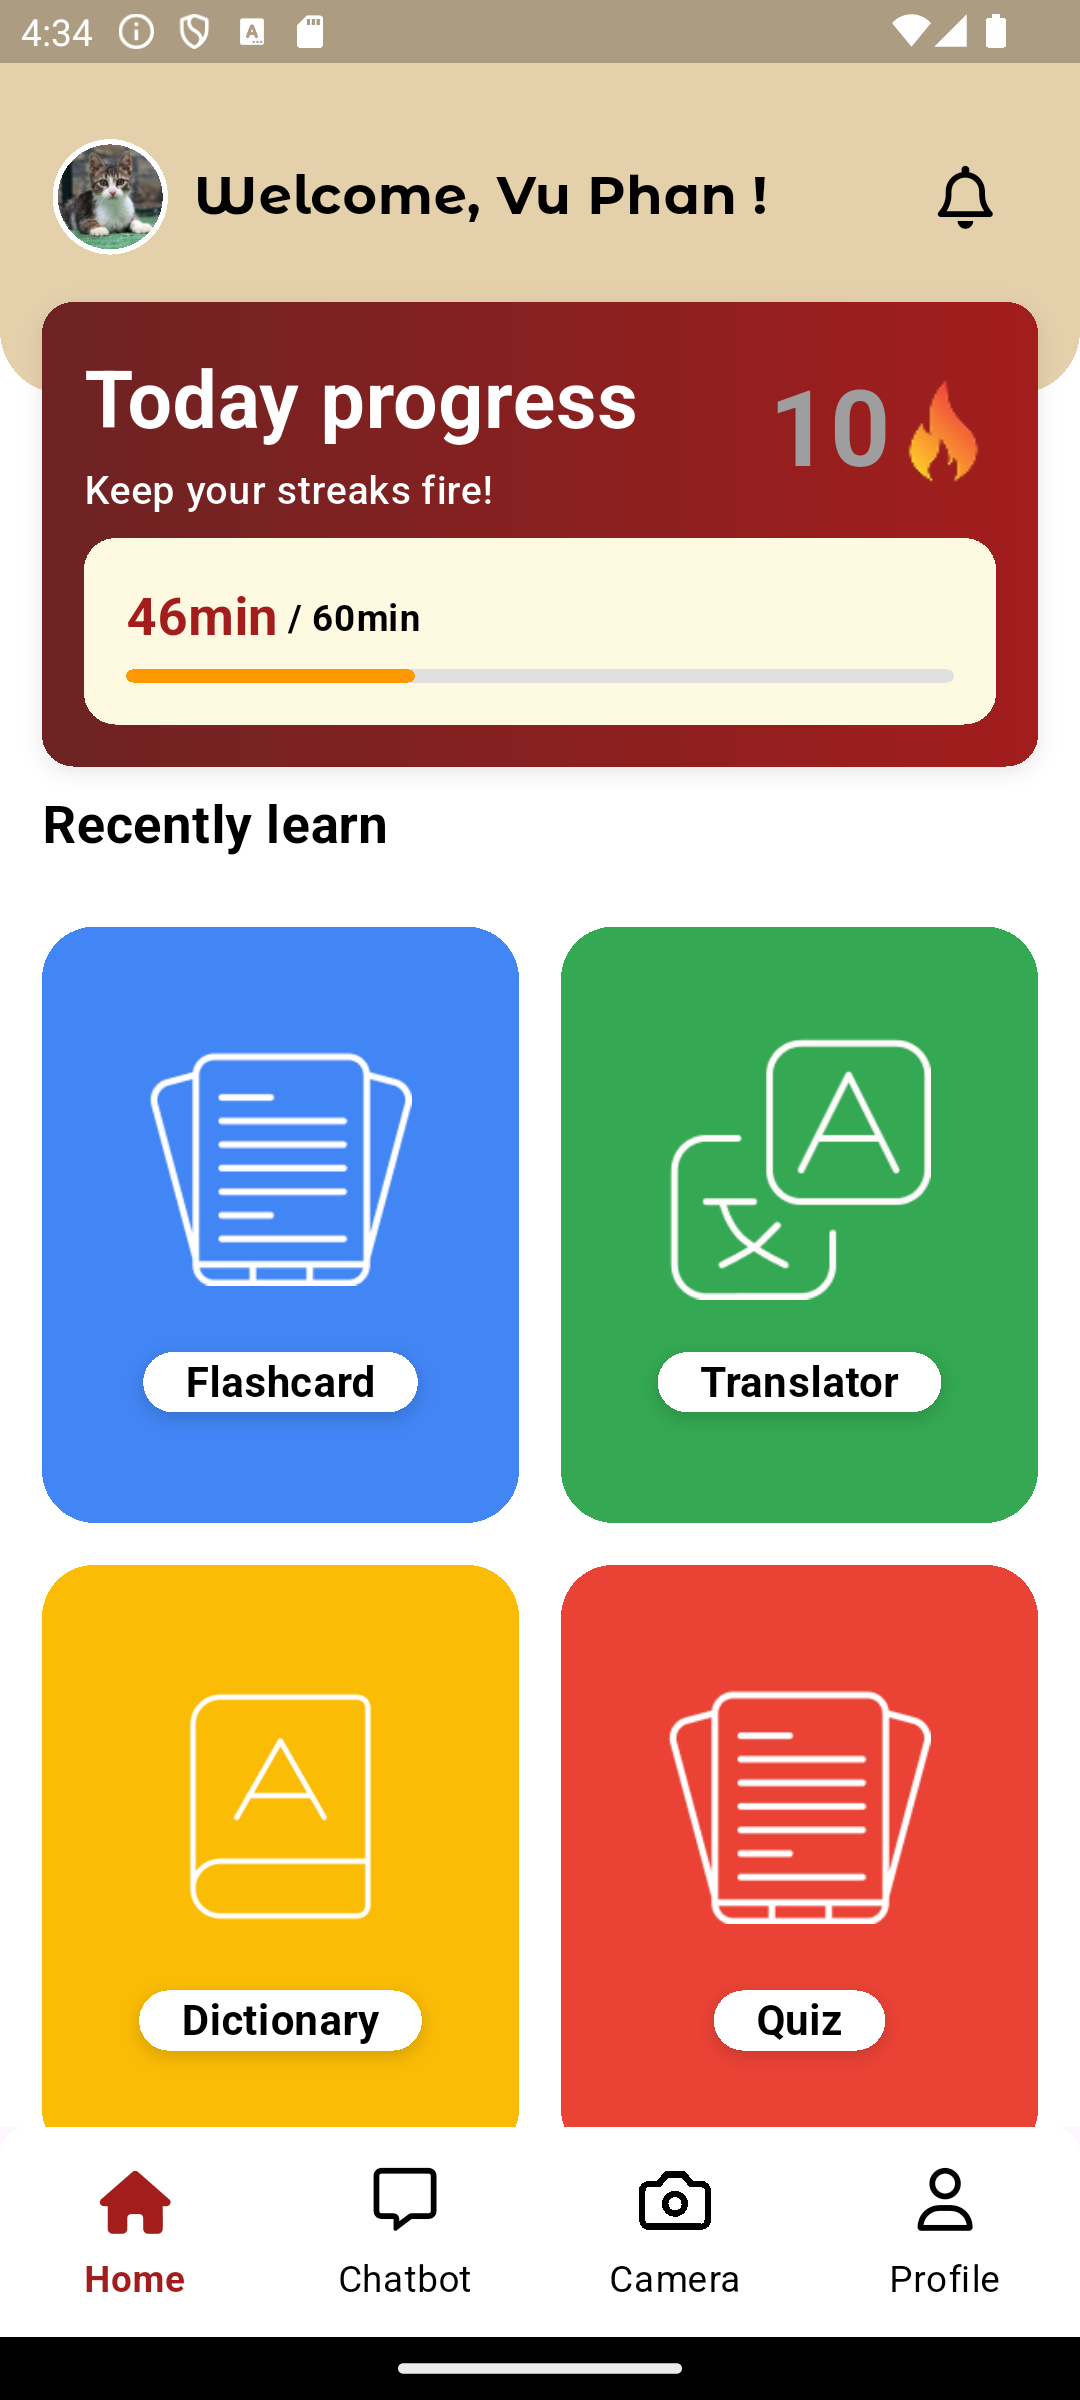 4:34
Welcome, Vu Phan !
Today progress
10
Keep your streaks fire!
46min / 60min
Recently learn
A
文
Flashcard
Translator
A
Dictionary
Quiz
Home
Chatbot
Camera
Profile